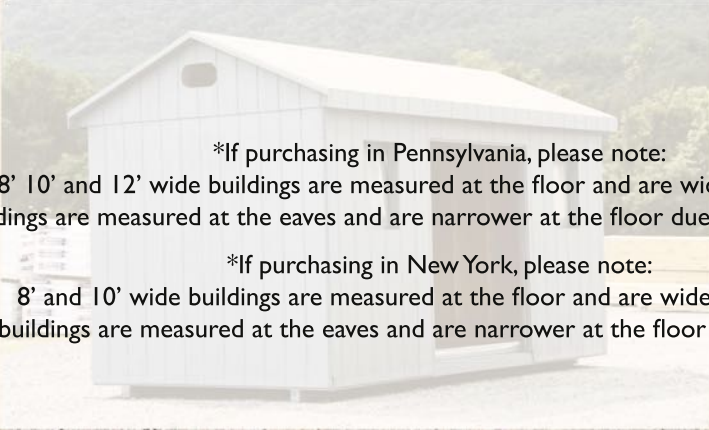 *If purchasing in Pennsylvania, please note:
8’ 10’ and 12’ wide buildings are measured at the floor and are
are measured at the eaves and are narrower at the floor due
*If purchasing in New York, please note:
8’ and 10’ wide buildings are measured at the floor and are wide
buildings are measured at the eaves and are narrower at the floor